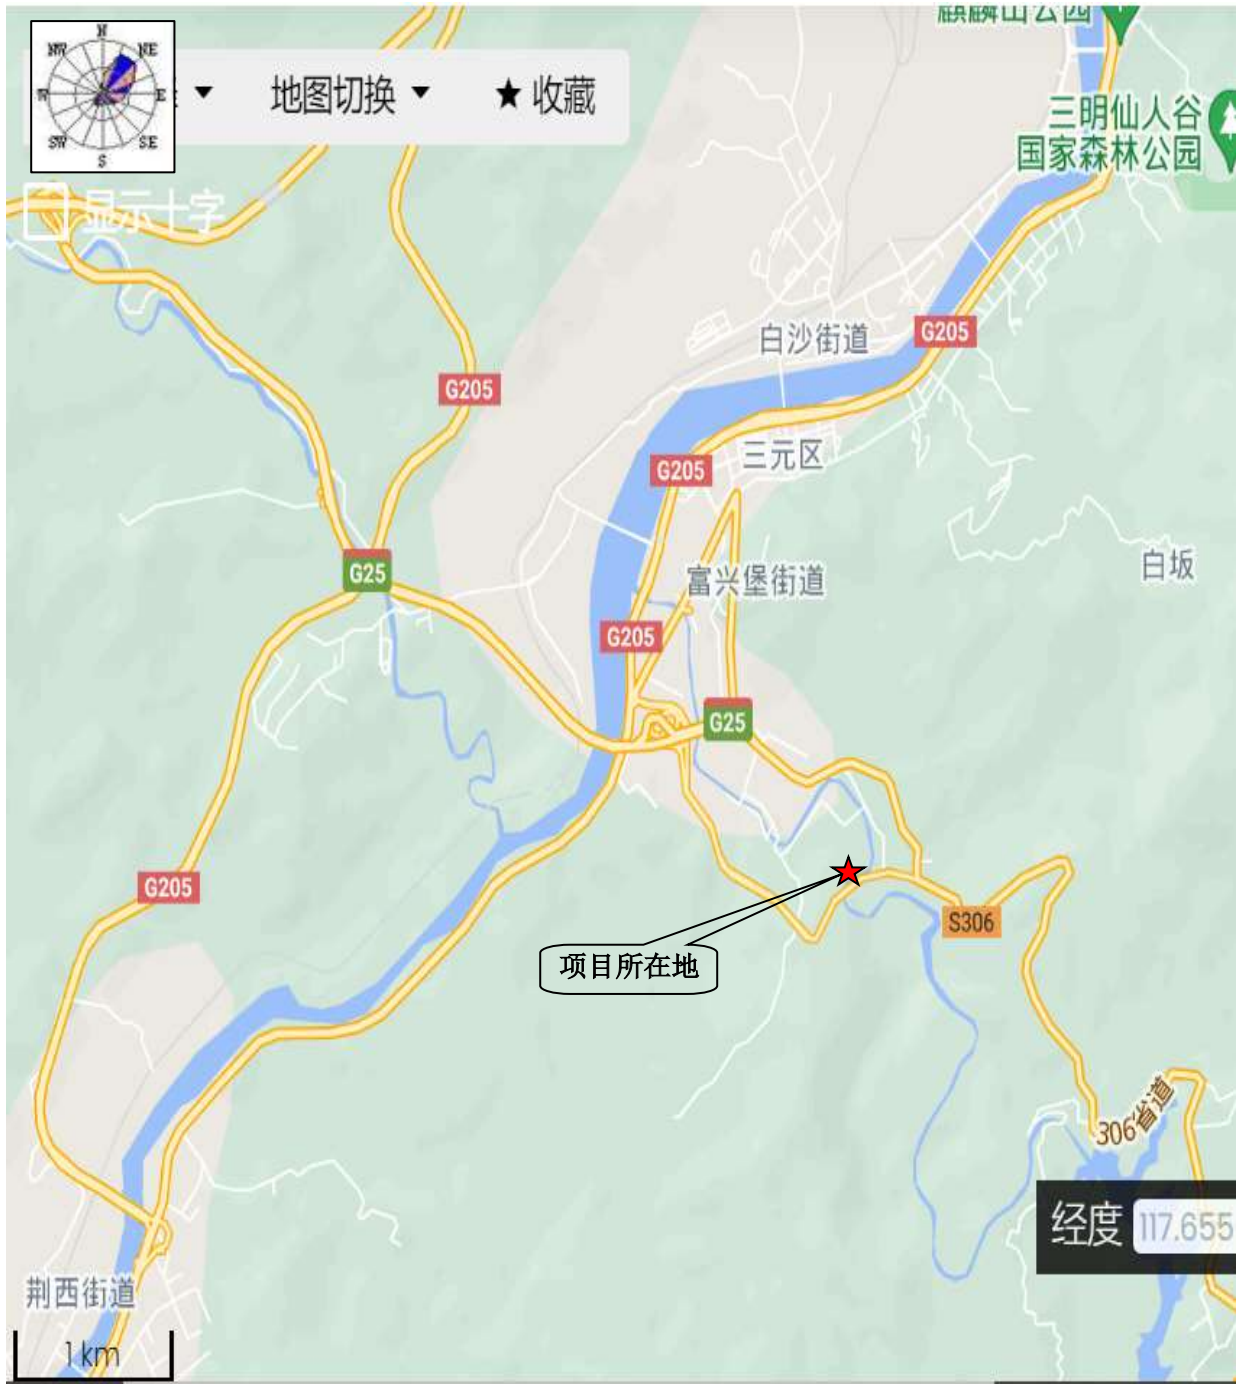 麒麟山公园
N
NW
NE
W
E
SW
SE
S
地图切换
★ 收藏
三明仙人谷
国家森林公园
显示十字
白沙街道
G205
G205
三元区
G205
白坂
G25
富兴堡街道
G205
G25
G205
S306
项目所在地
306省道
经度 117.655
荆西街道
1 km